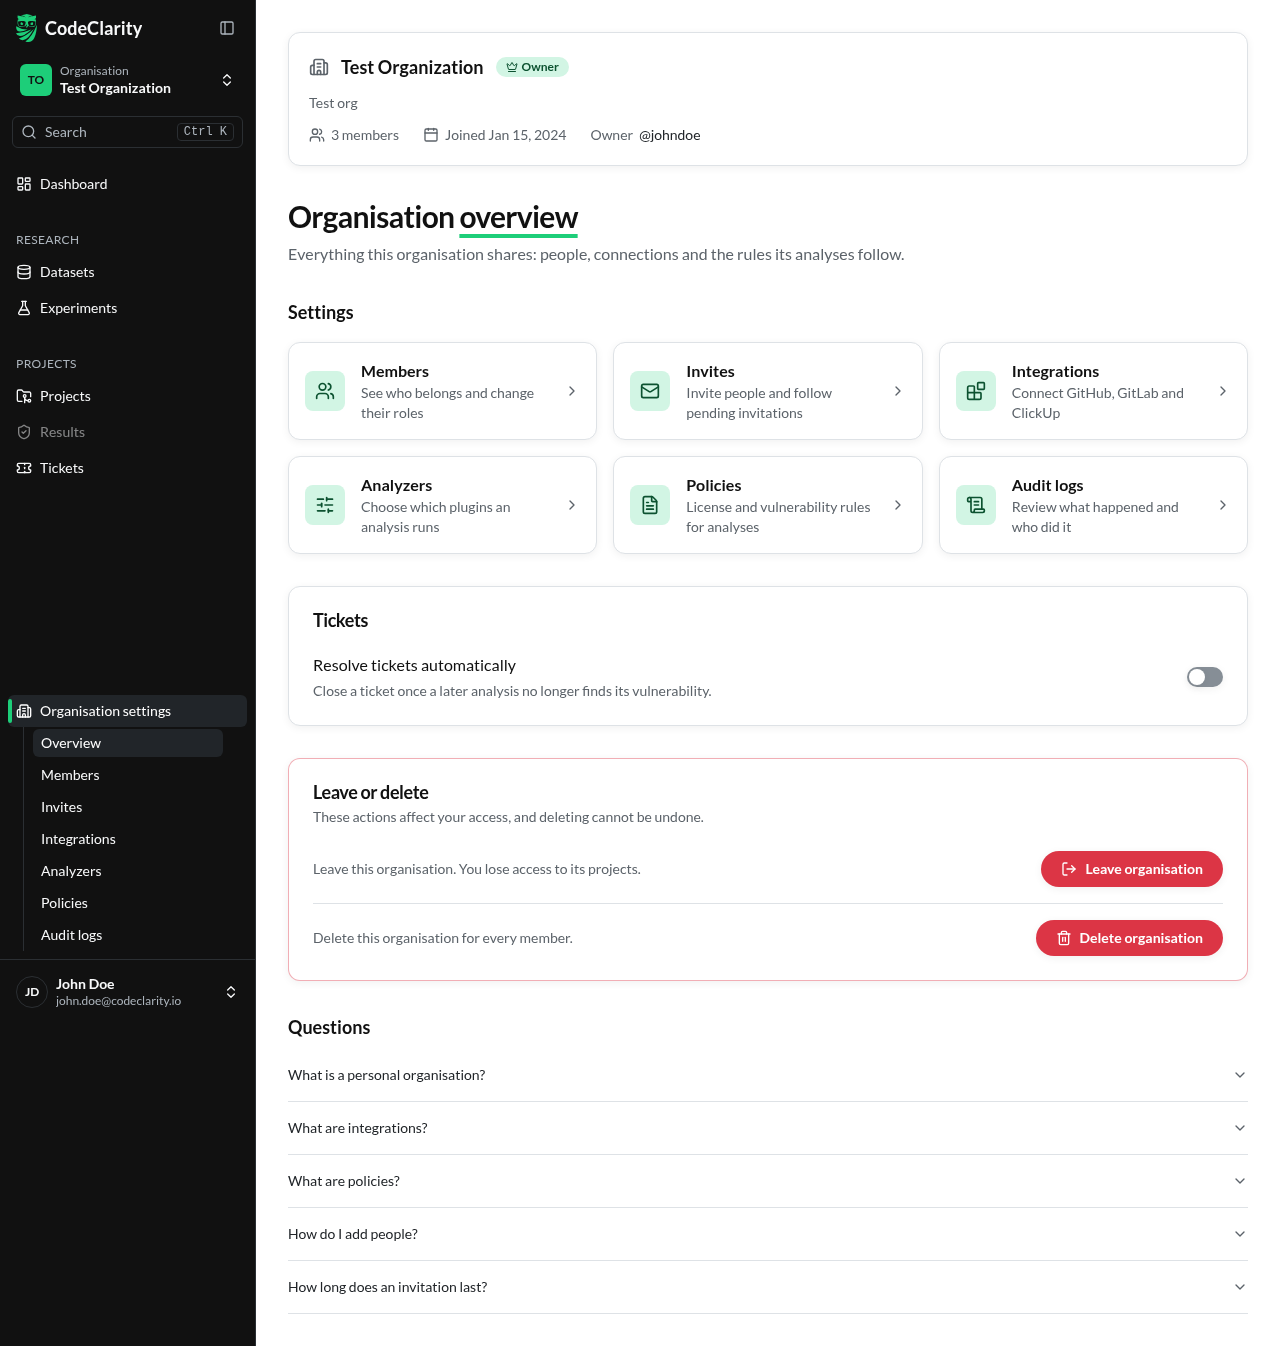 CodeClarity
TO
Organisation
Test Organization
Search
Ctrl K
Dashboard
RESEARCH
Datasets
Experiments
PROJECTS
Projects
Results
Tickets
Organisation settings
Overview
Members
Invites
Integrations
Analyzers
Policies
Audit logs
JD
John Doe
john.doe@codeclarity.io
Test Organization
Owner
Test org
3 members
Joined Jan 15, 2024
Owner @johndoe
Organisation overview
Everything this organisation shares: people, connections and the rules its analyses follow.
Settings
Members
See who belongs and change
their roles
Invites
Invite people and follow
pending invitations
Integrations
Connect GitHub, GitLab and
ClickUp
Analyzers
Choose which plugins an
analysis runs
Policies
License and vulnerability rules
for analyses
Audit logs
Review what happened and
who did it
Tickets
Resolve tickets automatically
Close a ticket once a later analysis no longer finds its vulnerability.
Leave or delete
These actions affect your access, and deleting cannot be undone.
Leave this organisation. You lose access to its projects.
Leave organisation
Delete this organisation for every member.
Delete organisation
Questions
What is a personal organisation?
What are integrations?
What are policies?
How do I add people?
How long does an invitation last?